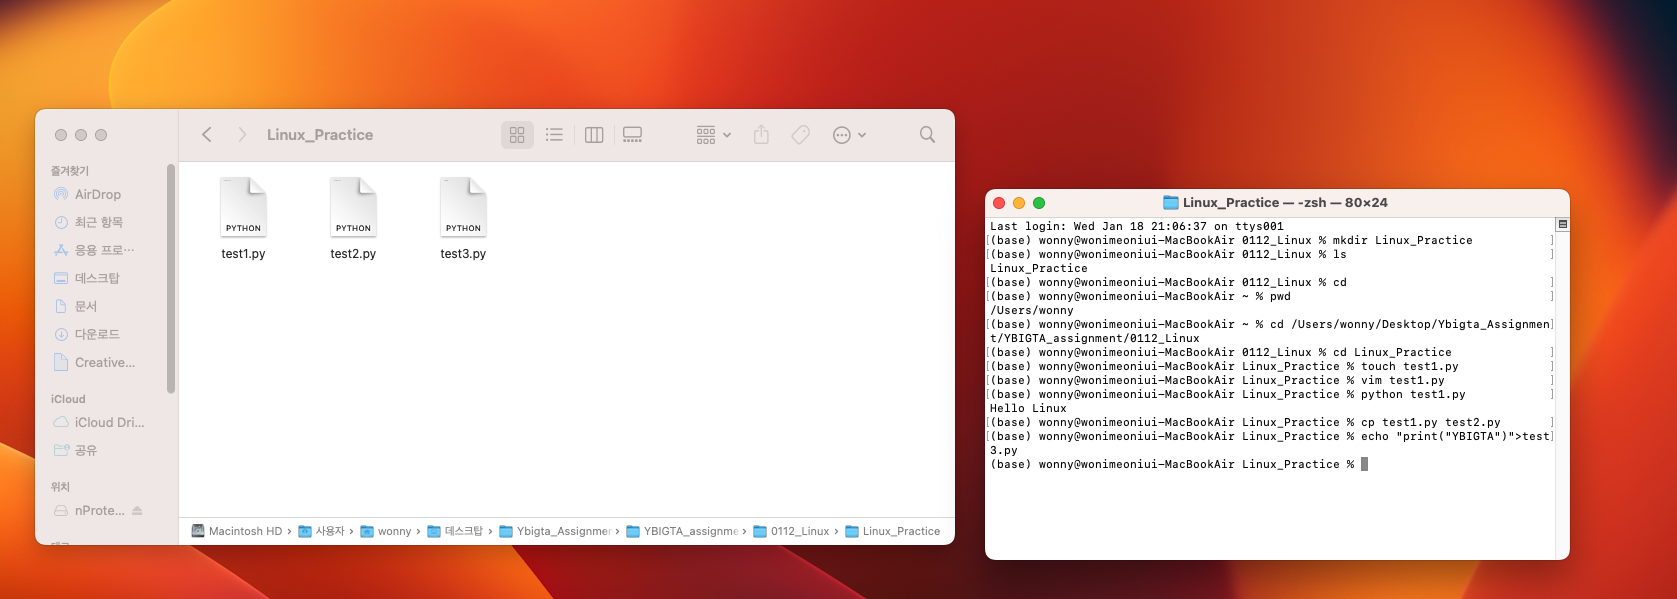 Linux_Practice
즐겨찾기
AirDrop
최근 항목
응용 프로…
데스크탑
문서
다운로드
Creative…
iCloud
iCloud Dri…
공유
위치
nProte…
PYTHON
PYTHON
PYTHON
test1.py
test2.py
test3.py
Macintosh HD › 사용자 › wonny › 데스크탑 › Ybigta_Assignmer › YBIGTA_assignme › 0112_Linux › Linux_Practice
Linux_Practice — -zsh — 80×24
Last login: Wed Jan 18 21:06:37 on ttys001
[(base) wonny@wonimeoniui-MacBookAir 0112_Linux % mkdir Linux_Practice ]
[(base) wonny@wonimeoniui-MacBookAir 0112_Linux % ls ]
Linux_Practice
[(base) wonny@wonimeoniui-MacBookAir 0112_Linux % cd ]
[(base) wonny@wonimeoniui-MacBookAir ~ % pwd ]
/Users/wonny
[(base) wonny@wonimeoniui-MacBookAir ~ % cd /Users/wonny/Desktop/Ybigta_Assignmen]
t/YBIGTA_assignment/0112_Linux
[(base) wonny@wonimeoniui-MacBookAir 0112_Linux % cd Linux_Practice ]
[(base) wonny@wonimeoniui-MacBookAir Linux_Practice % touch test1.py ]
[(base) wonny@wonimeoniui-MacBookAir Linux_Practice % vim test1.py ]
[(base) wonny@wonimeoniui-MacBookAir Linux_Practice % python test1.py ]
Hello Linux
[(base) wonny@wonimeoniui-MacBookAir Linux_Practice % cp test1.py test2.py ]
[(base) wonny@wonimeoniui-MacBookAir Linux_Practice % echo "print("YBIGTA")">test]
3.py
(base) wonny@wonimeoniui-MacBookAir Linux_Practice %